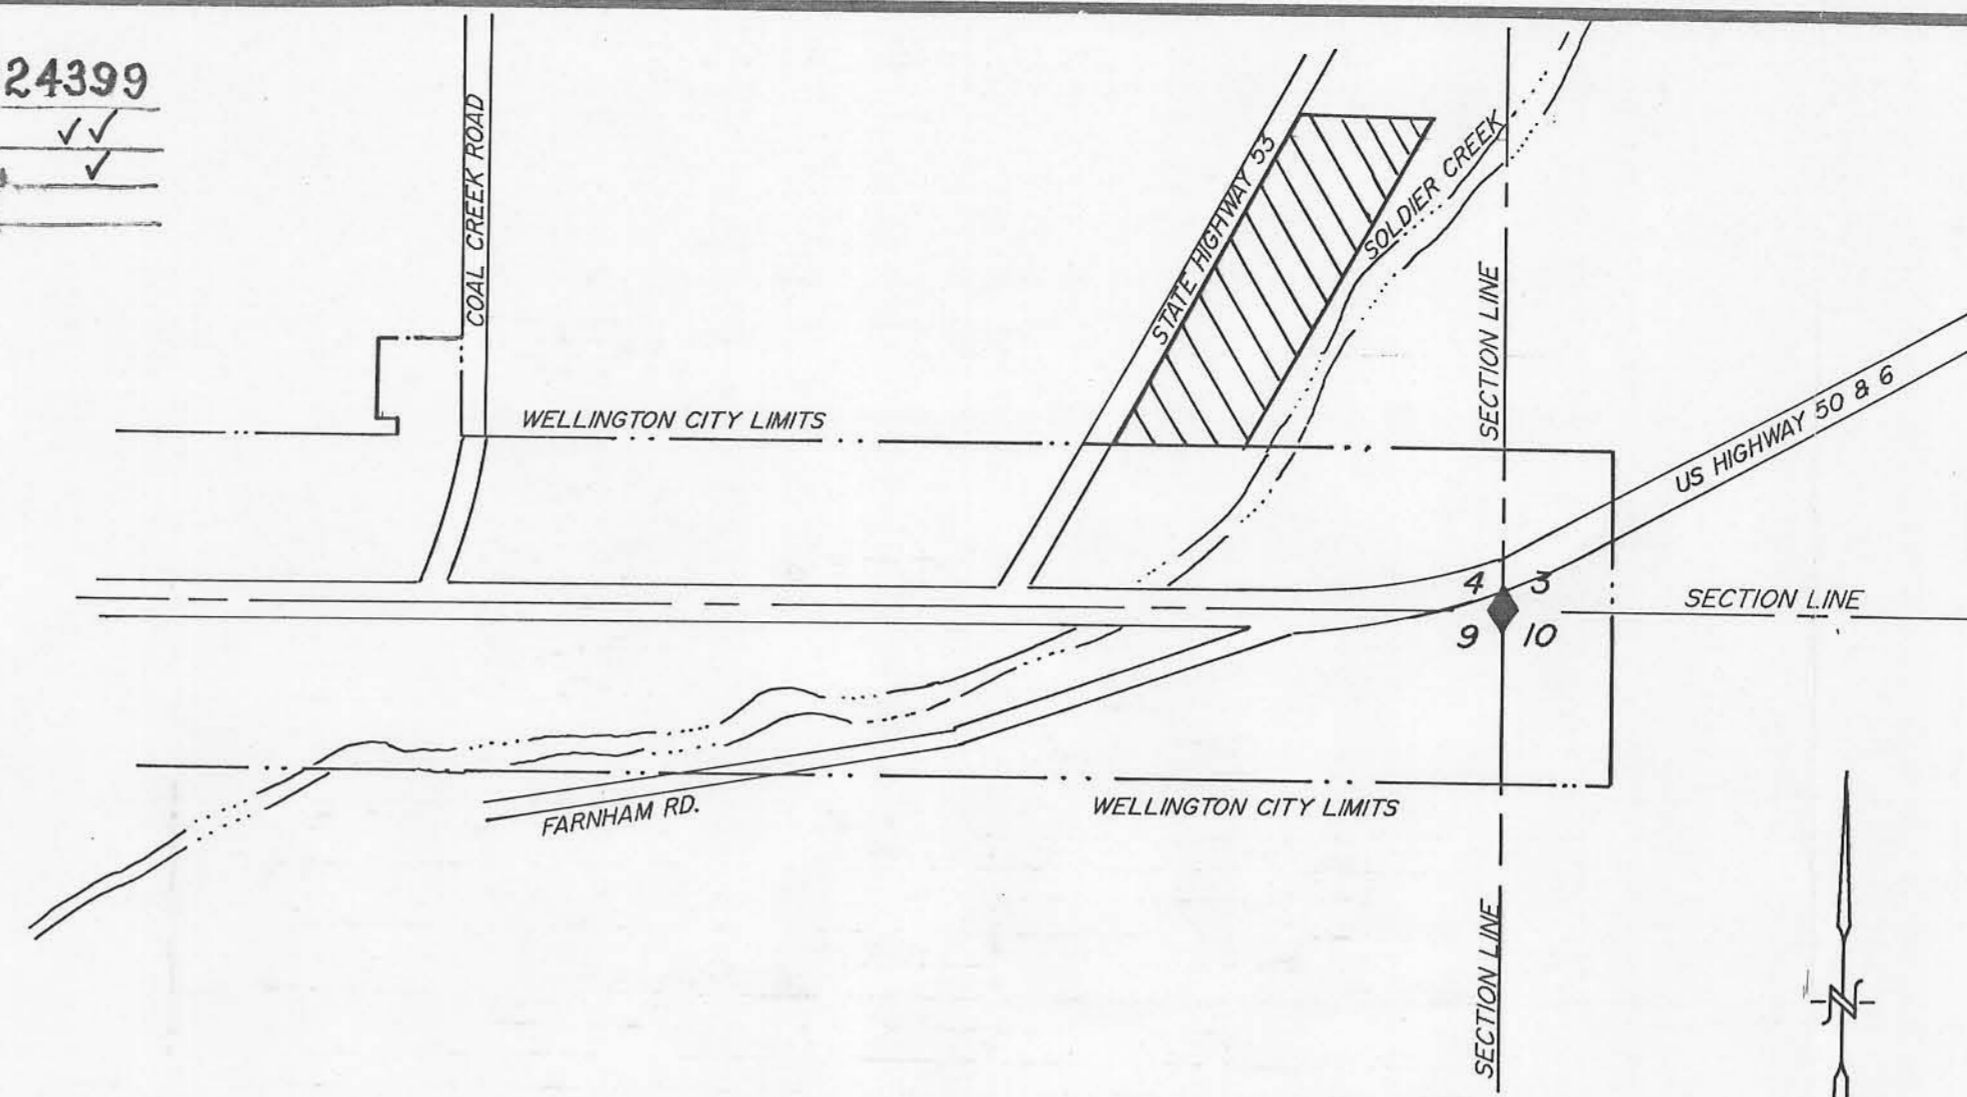 24399
✓✓
✓
COAL CREEK ROAD
STATE HIGHWAY 53
SOLDIER CREEK
SECTION LINE
US HIGHWAY 50 & 6
WELLINGTON CITY LIMITS
4 3
9 10
SECTION LINE
FARNHAM RD.
WELLINGTON CITY LIMITS
SECTION LINE
N